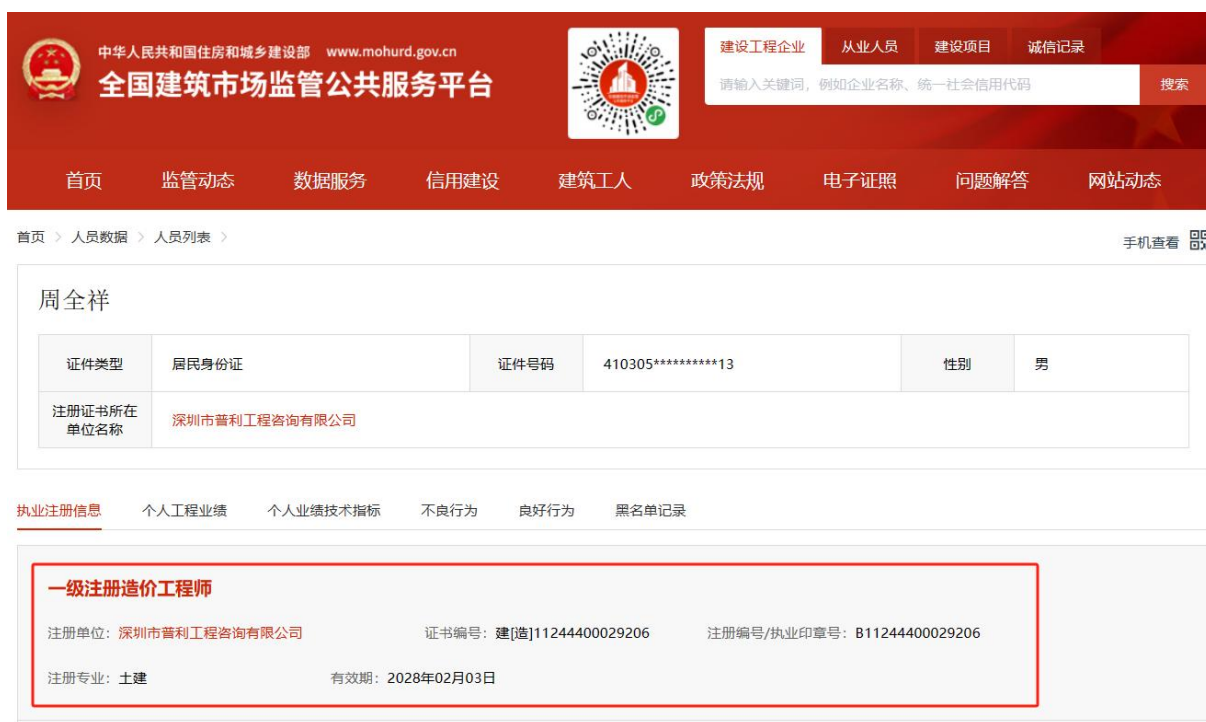 中华人民共和国住房和城乡建设部 www.mohurd.gov.cn
全国建筑市场监管公共服务平台
建设工程企业 从业人员 建设项目 诚信记录
请输入关键词，例如企业名称、统一社会信用代码 搜索
首页 监管动态 数据服务 信用建设 建筑工人 政策法规 电子证照 问题解答 网站动态
首页 > 人员数据 > 人员列表 >
手机查看
周全祥
证件类型 居民身份证 证件号码 410305**********13 性别 男
注册证书所在
单位名称
深圳市普利工程咨询有限公司
执业注册信息 个人工程业绩 个人业绩技术指标 不良行为 良好行为 黑名单记录
一级注册造价工程师
注册单位：深圳市普利工程咨询有限公司 证书编号：建[造]11244400029206 注册编号/执业印章号：B11244400029206
注册专业：土建 有效期：2028年02月03日